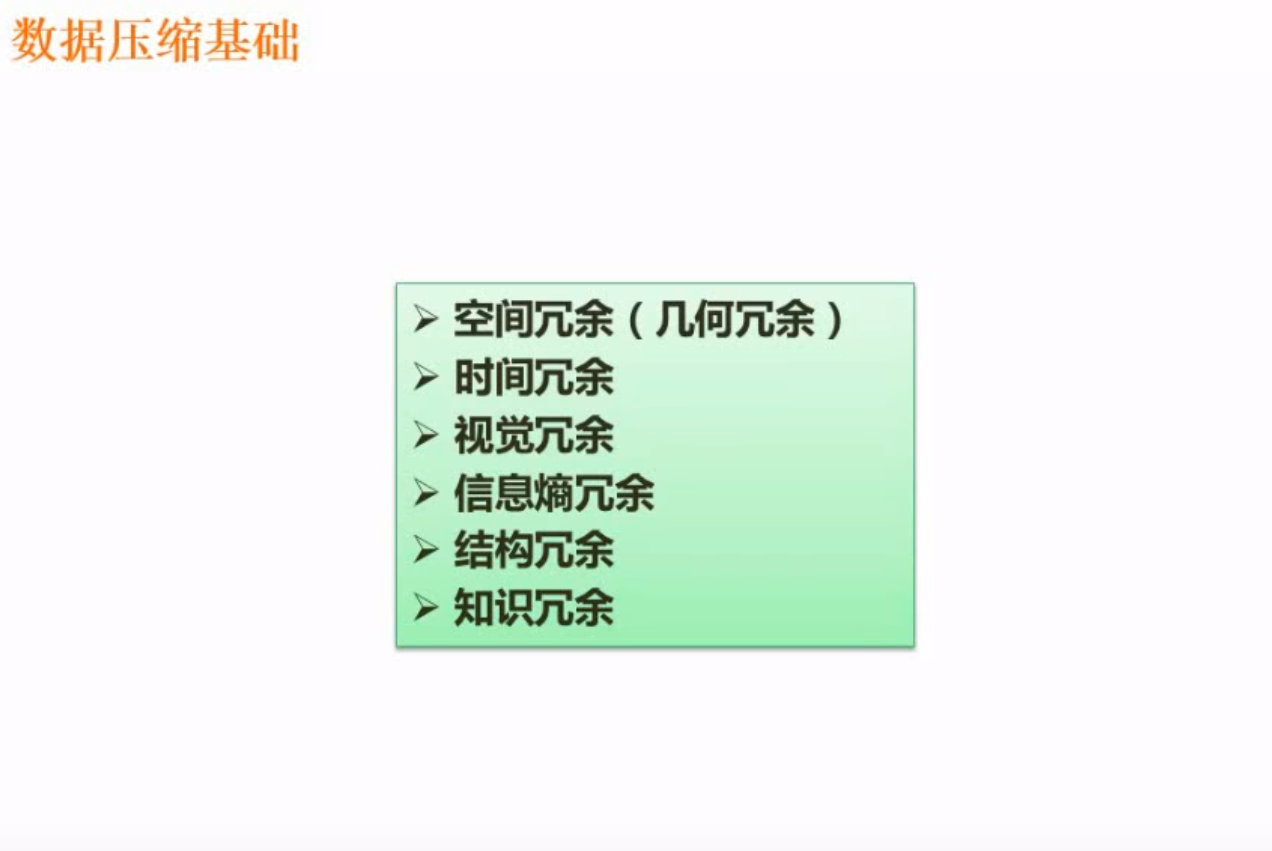 数据压缩基础
➢ 空间冗余（几何冗余）
➢ 时间冗余
➢ 视觉冗余
➢ 信息熵冗余
➢ 结构冗余
➢ 知识冗余